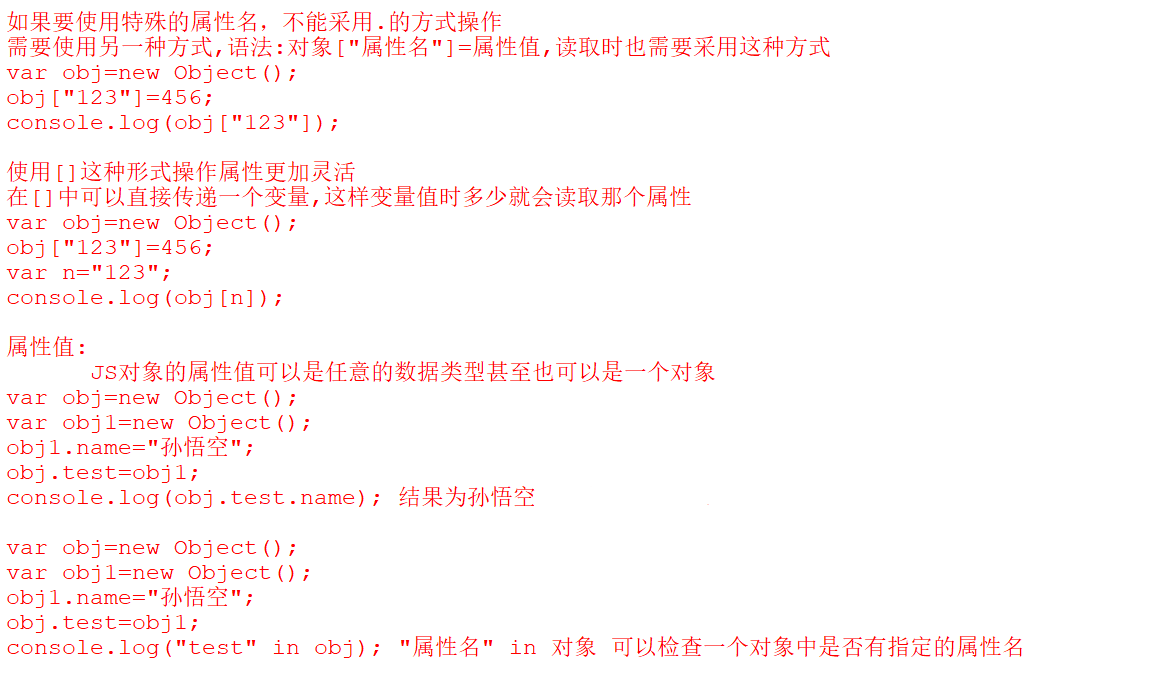 如果要使用特殊的属性名，不能采用.的方式操作
需要使用另一种方式,语法:对象["属性名"]=属性值,读取时也需要采用这种方式
var obj=new Object();
obj["123"]=456;
console.log(obj["123"]);
使用[]这种形式操作属性更加灵活
在[]中可以直接传递一个变量,这样变量值时多少就会读取那个属性
var obj=new Object();
obj["123"]=456;
var n="123";
console.log(obj[n]);
属性值:
JS对象的属性值可以是任意的数据类型甚至也可以是一个对象
var obj=new Object();
var obj1=new Object();
obj1.name="孙悟空";
obj.test=obj1;
console.log(obj.test.name); 结果为孙悟空
var obj=new Object();
var obj1=new Object();
obj1.name="孙悟空";
obj.test=obj1;
console.log("test" in obj); "属性名" in 对象 可以检查一个对象中是否有指定的属性名